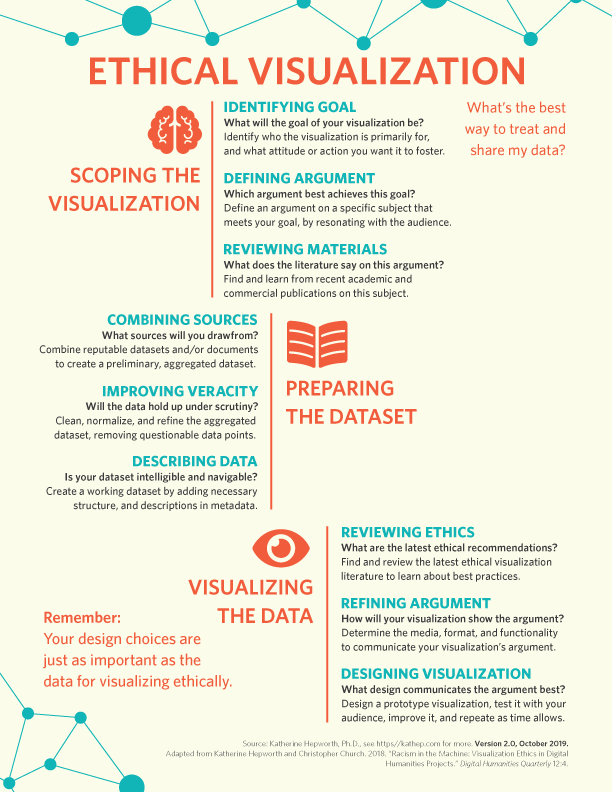 ETHICAL VISUALIZATION
What's the best
way to treat and
share my data?
SCOPING THE
VISUALIZATION
IDENTIFYING GOAL
What will the goal of your visualization be?
Identify who the visualization is primarily for,
and what attitude or action you want it to foster.
DEFINING ARGUMENT
Which argument best achieves this goal?
Define an argument on a specific subject that
meets your goal, by resonating with the audience.
REVIEWING MATERIALS
What does the literature say on this argument?
Find and learn from recent academic and
commercial publications on this subject.
PREPARING
THE DATASET
COMBINING SOURCES
What sources will you drawfrom?
Combine reputable datasets and/or documents
to create a preliminary, aggregated dataset.
IMPROVING VERACITY
Will the data hold up under scrutiny?
Clean, normalize, and refine the aggregated
dataset, removing questionable data points.
DESCRIBING DATA
Is your dataset intelligible and navigable?
Create a working dataset by adding necessary
structure, and descriptions in metadata.
VISUALIZING
THE DATA
REVIEWING ETHICS
What are the latest ethical recommendations?
Find and review the latest ethical visualization
literature to learn about best practices.
REFINING ARGUMENT
How will your visualization show the argument?
Determine the media, format, and functionality
to communicate your visualization's argument.
DESIGNING VISUALIZATION
What design communicates the argument best?
Design a prototype visualization, test it with your
audience, improve it, and repeate as time allows.
Remember:
Your design choices are
just as important as the
data for visualizing ethically.
Source: Katherine Hepworth, Ph.D., see https//kathep.com for more. Version 2.0, October 2019.
Adapted from Katherine Hepworth and Christopher Church. 2018. "Racism in the Machine: Visualization Ethics in Digital
Humanities Projects." Digital Humanities Quarterly 12:4.